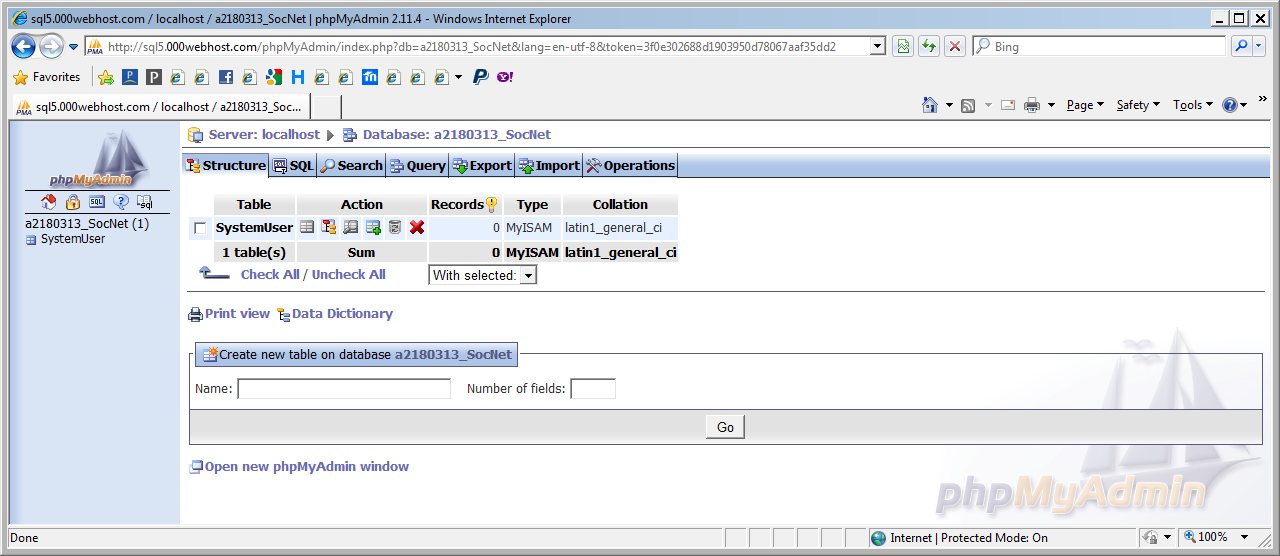 sql5.000webhost.com / localhost / a2180313_SocNet | phpMyAdmin 2.11.4 - Windows Internet Explorer
http://sql5.000webhost.com/phpMyAdmin/index.php?db=a2180313_SocNet&lang=en-utf-8&token=3f0e302688d1903950d78067aaf35dd2
Bing
Favorites
sql5.000webhost.com / localhost / a2180313_Soc...
Page Safety Tools
phpMyAdmin
SQL sql
a2180313_SocNet (1)
SystemUser
Server: localhost Database: a2180313_SocNet
Structure SQL Search Query Export Import Operations
Table Action Records Type Collation
SystemUser 0 MyISAM latin1_general_ci
1 table(s) Sum 0 MyISAM latin1_general_ci
Check All / Uncheck All With selected:
Print view Data Dictionary
Create new table on database a2180313_SocNet
Name: Number of fields:
Go
Open new phpMyAdmin window
phpMyAdmin
Done Internet | Protected Mode: On 100%